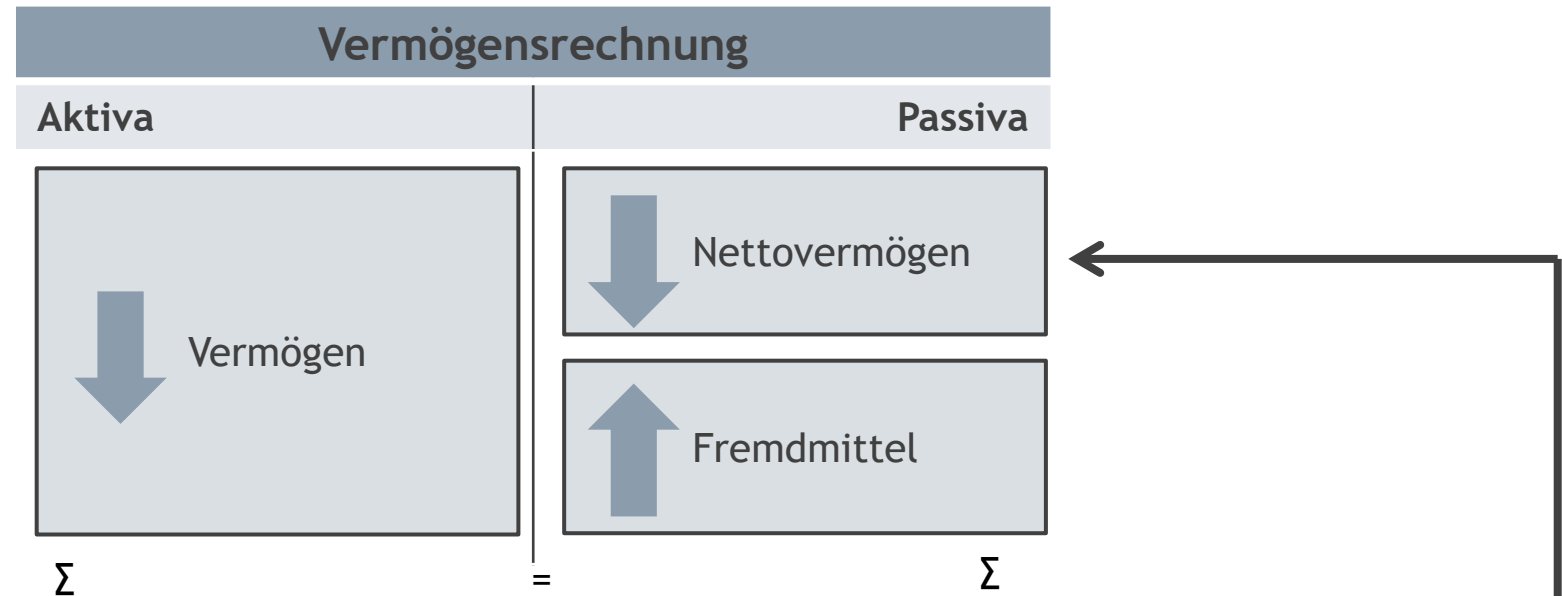 Vermögensrechnung
Aktiva Passiva
Vermögen
Nettovermögen
Fremdmittel
Σ = Σ